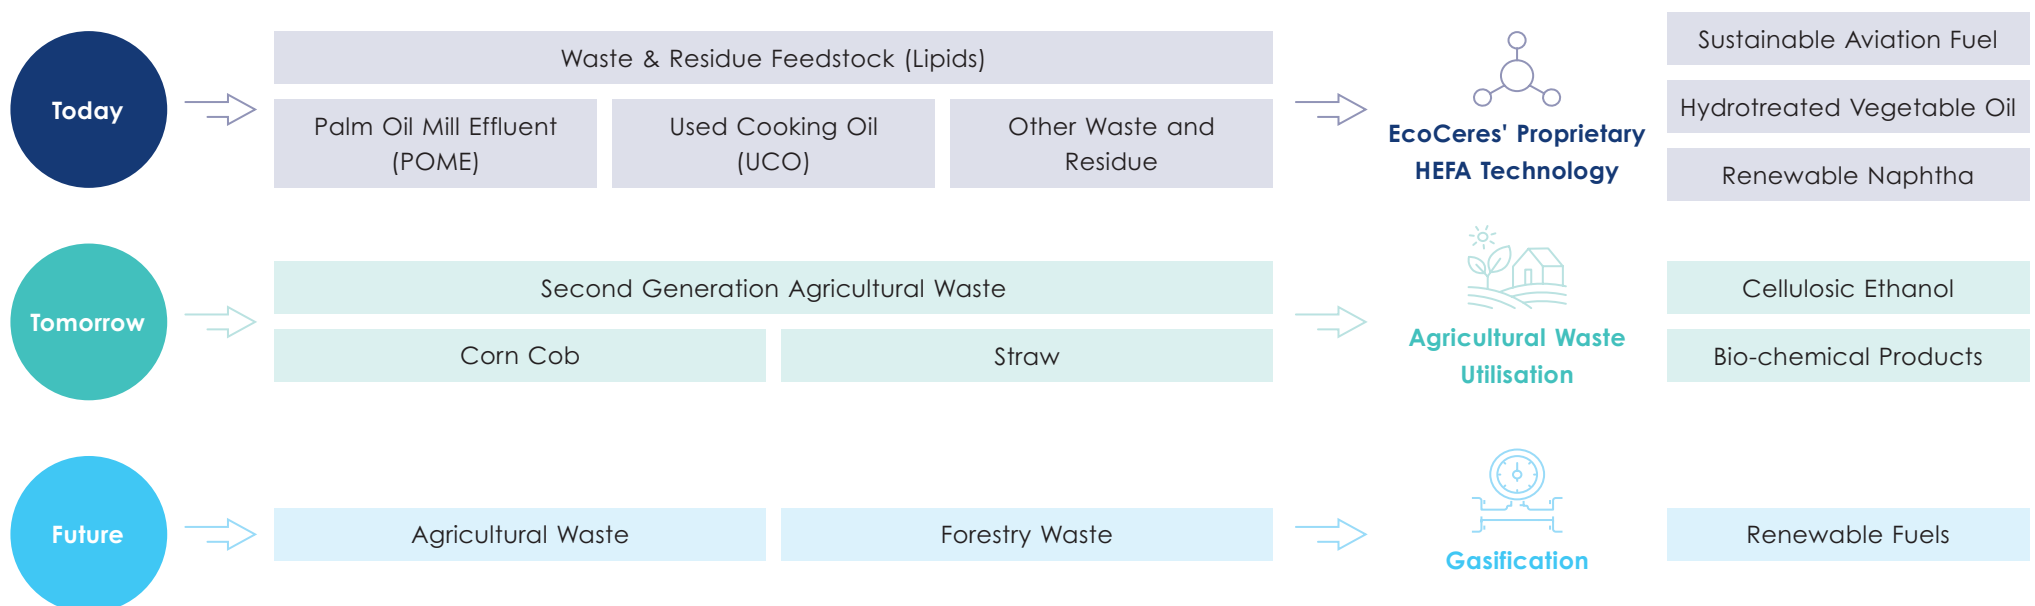 Today
Waste & Residue Feedstock (Lipids)
Palm Oil Mill Effluent
(POME)
Used Cooking Oil
(UCO)
Other Waste and
Residue
EcoCeres' Proprietary
HEFA Technology
Sustainable Aviation Fuel
Hydrotreated Vegetable Oil
Renewable Naphtha
Tomorrow
Second Generation Agricultural Waste
Corn Cob
Straw
Agricultural Waste
Utilisation
Cellulosic Ethanol
Bio-chemical Products
Future
Agricultural Waste
Forestry Waste
Gasification
Renewable Fuels